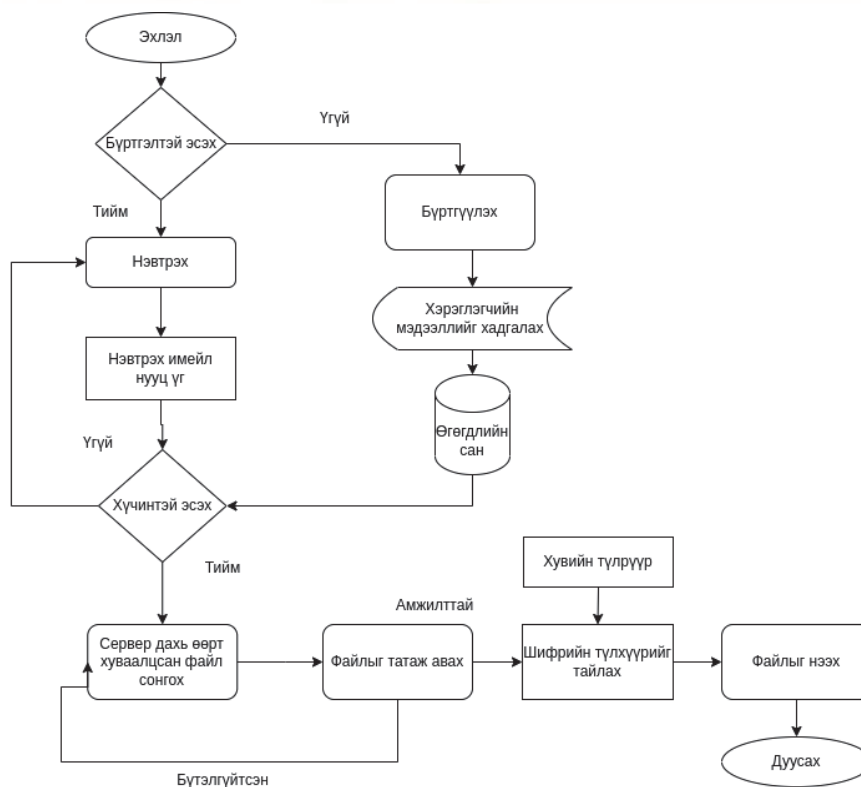 Эхлэл
Бүртгэлтэй эсэх
Үгүй
Тийм
Бүртгүүлэх
Нэвтрэх
Хэрэглэгчийн
мэдээллийг хадгалах
Нэвтрэх имейл
нууц үг
Өгөгдлийн
сан
Үгүй
Хүчинтэй эсэх
Тийм
Хувийн түлрүүр
Амжилттай
Сервер дахь өөрт
хуваалцсан файл
сонгох
Файлыг татаж авах
Шифрийн түлхүүрийг
тайлах
Файлыг нээх
Дуусах
Бүтэлгүйтсэн